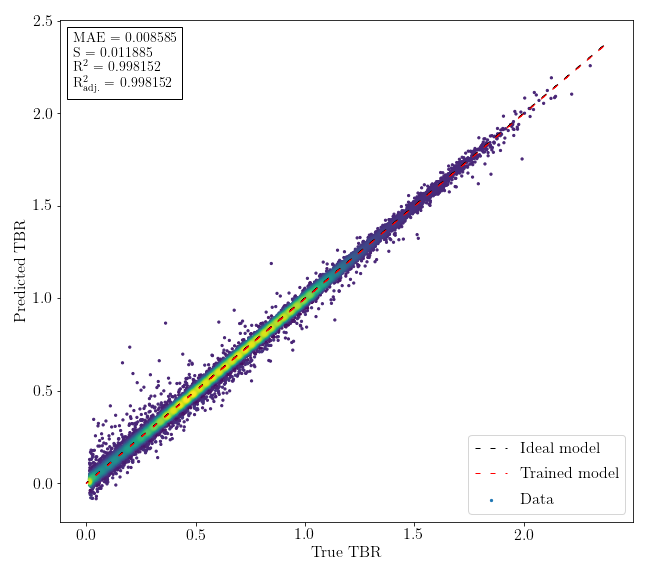 MAE = 0.008585
S = 0.011885
R² = 0.998152
R²adj. = 0.998152
2.5
2.0
1.5
1.0
0.5
0.0
Predicted TBR
Ideal model
Trained model
Data
0.0 0.5 1.0 1.5 2.0
True TBR